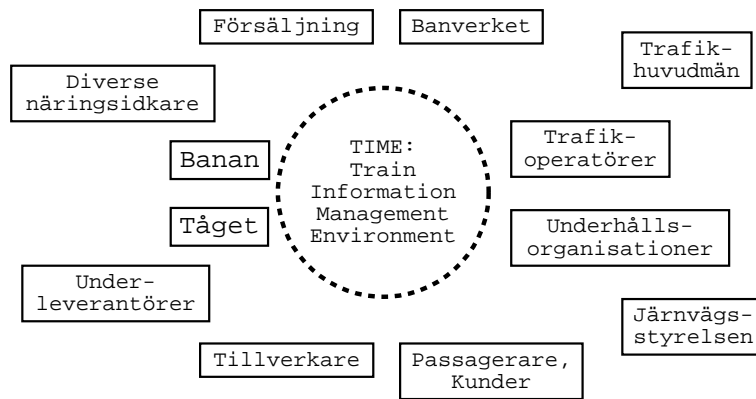 Försäljning
Banverket
Trafik-
huvudmän
Diverse
näringsidkare
Banan
TIME:
Train
Information
Management
Environment
Trafik-
operatörer
Tåget
Underhålls-
organisationer
Under-
leverantörer
Järnvägs-
styrelsen
Tillverkare
Passagerare,
Kunder